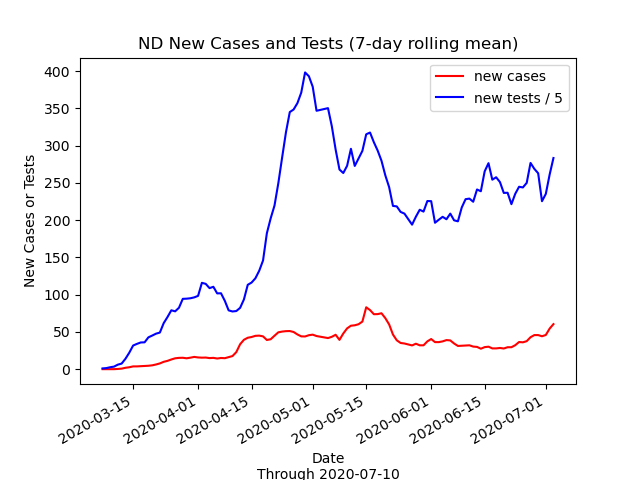 ND New Cases and Tests (7-day rolling mean)
new cases
new tests / 5
New Cases or Tests
400
350
300
250
200
150
100
50
0
2020-03-15
2020-04-01
2020-04-15
2020-05-01
2020-05-15
2020-06-01
2020-06-15
2020-07-01
Date
Through 2020-07-10